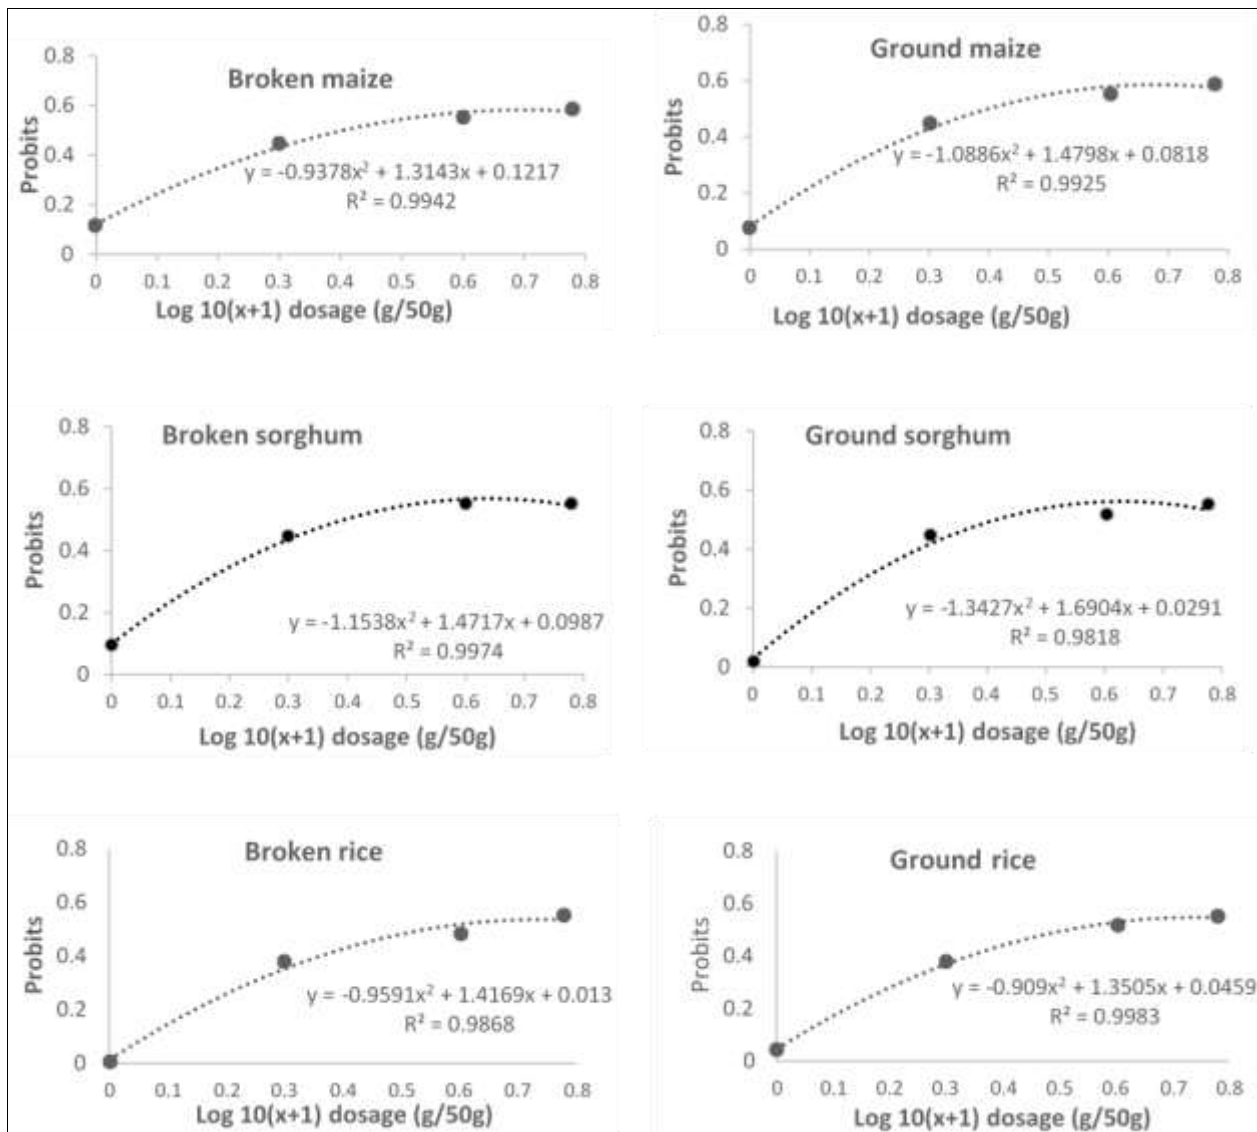 Broken maize
Probits
0.8
0.6
0.4
0.2
0
y = -0.9378x² + 1.3143x + 0.1217
R² = 0.9942
0 0.1 0.2 0.3 0.4 0.5 0.6 0.7 0.8
Log 10(x+1) dosage (g/50g)
Ground maize
Probits
0.8
0.6
0.4
0.2
0
y = -1.0886x² + 1.4798x + 0.0818
R² = 0.9925
0 0.1 0.2 0.3 0.4 0.5 0.6 0.7 0.8
Log 10(x+1) dosage (g/50g)
Broken sorghum
Probits
0.8
0.6
0.4
0.2
0
y = -1.1538x² + 1.4717x + 0.0987
R² = 0.9974
0 0.1 0.2 0.3 0.4 0.5 0.6 0.7 0.8
Log 10(x+1) dosage (g/50g)
Ground sorghum
Probits
0.8
0.6
0.4
0.2
0
y = -1.3427x² + 1.6904x + 0.0291
R² = 0.9818
0 0.1 0.2 0.3 0.4 0.5 0.6 0.7 0.8
Log 10(x+1) dosage (g/50g)
Broken rice
Probits
0.8
0.6
0.4
0.2
0
y = -0.9591x² + 1.4169x + 0.013
R² = 0.9868
0 0.1 0.2 0.3 0.4 0.5 0.6 0.7 0.8
Log 10(x+1) dosage (g/50g)
Ground rice
Probits
0.8
0.6
0.4
0.2
0
y = -0.909x² + 1.3505x + 0.0459
R² = 0.9983
0 0.1 0.2 0.3 0.4 0.5 0.6 0.7 0.8
Log 10(x+1) dosage (g/50g)